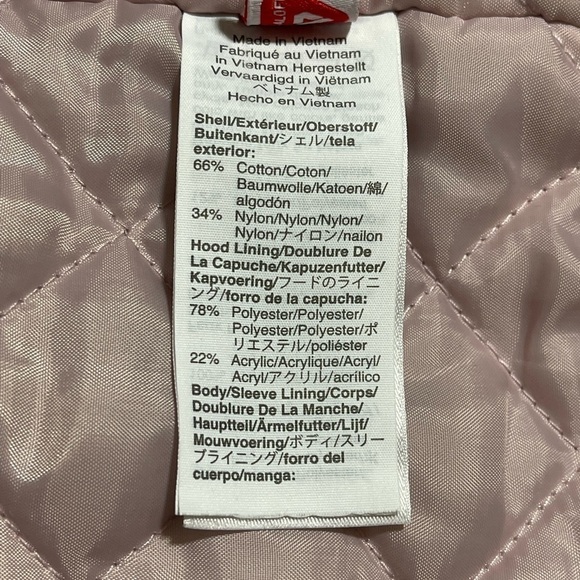 Made in Vietnam
Fabriqué au Vietnam
In Vietnam Hergestellt
Vervaardigd in Viëtnam
ベトナム製
Hecho en Vietnam
Shell/Extérieur/Oberstoff/
Buitenkant/シェル/tela
exterior:
66% Cotton/Coton/
Baumwolle/Katoen/綿/
algodón
34% Nylon/Nylon/Nylon/
Nylon/ナイロン/nailon
Hood Lining/Doublure De
La Capuche/Kapuzenfutter/
Kapvoering/フードのライニ
ング/forro de la capucha:
78% Polyester/Polyester/
Polyester/Polyester/ポ
リエステル/poliéster
22% Acrylic/Acrylique/Acryl/
Acryl/アクリル/acrílico
Body/Sleeve Lining/Corps/
Doublure De La Manche/
Hauptteil/Ärmelfutter/Lijf/
Mouwvoering/ボディ/スリー
ブライニング/forro del
cuerpo/manga: